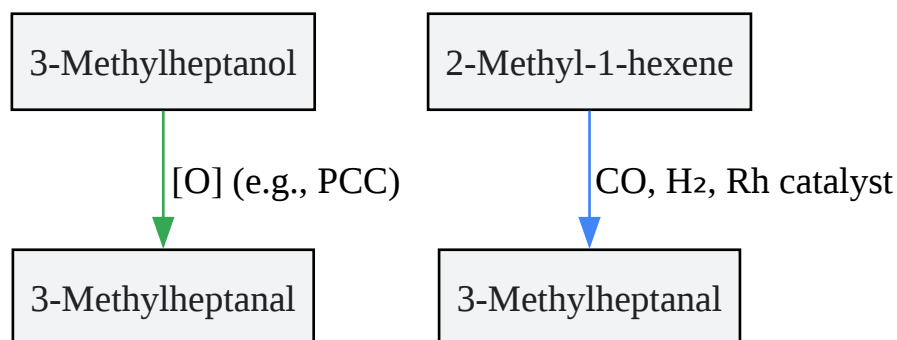 3-Methylheptanol
2-Methyl-1-hexene
[O] (e.g., PCC)
CO, H₂, Rh catalyst
3-Methylheptanal
3-Methylheptanal